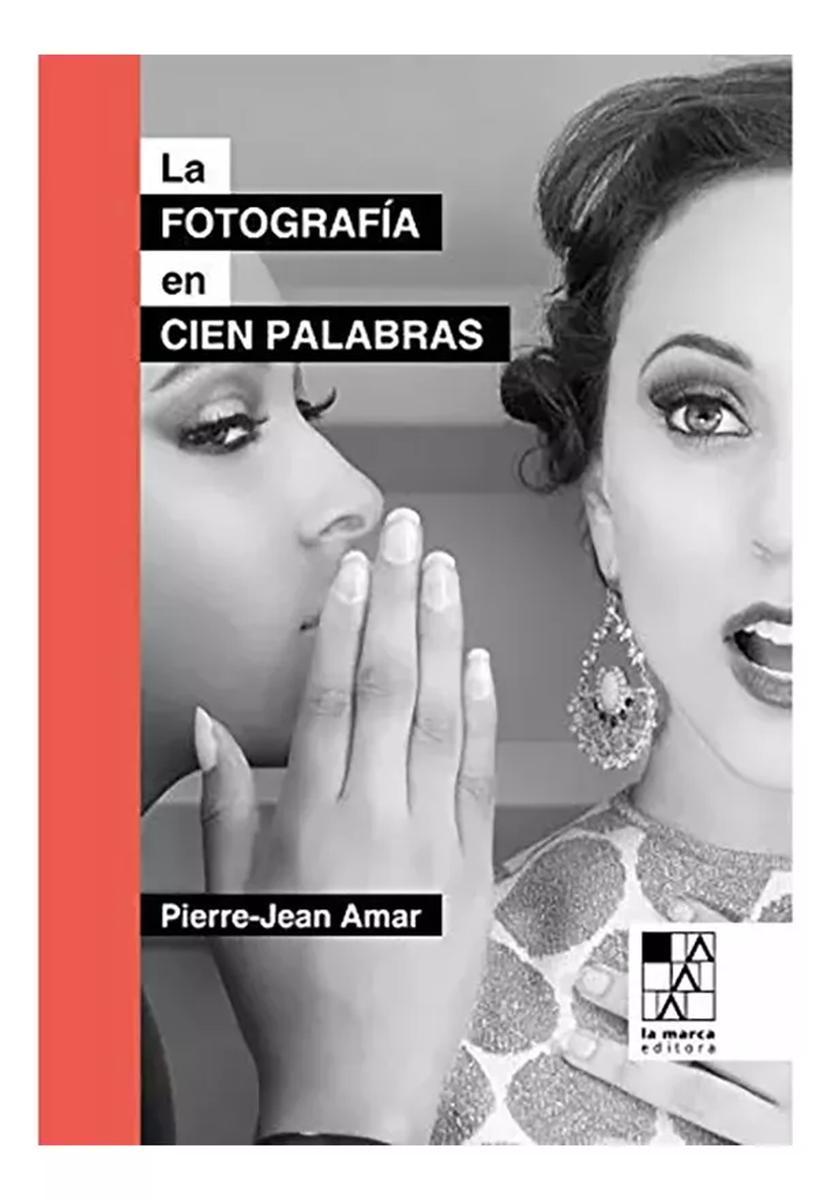 La
FOTOGRAFÍA
en
CIEN PALABRAS
Pierre-Jean Amar
la marca
editora